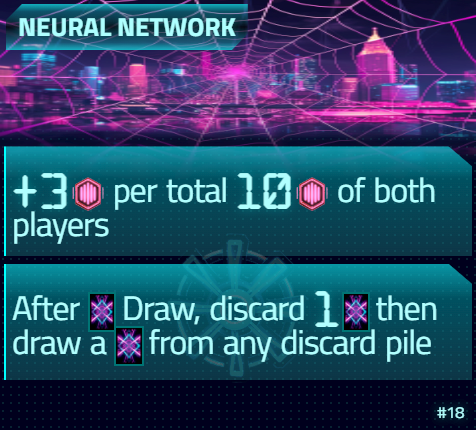 NEURAL NETWORK
+3 per total 10 of both
players
After Draw, discard 1 then
draw a from any discard pile
#18